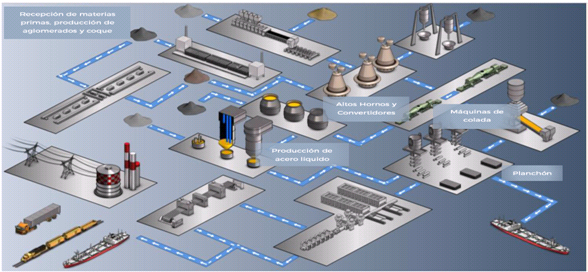 Recepción de materias
primas, producción de
aglomerados y coque
Altos Hornos y
Convertidores
Máquinas de
colada
Producción de
acero líquido
Planchón